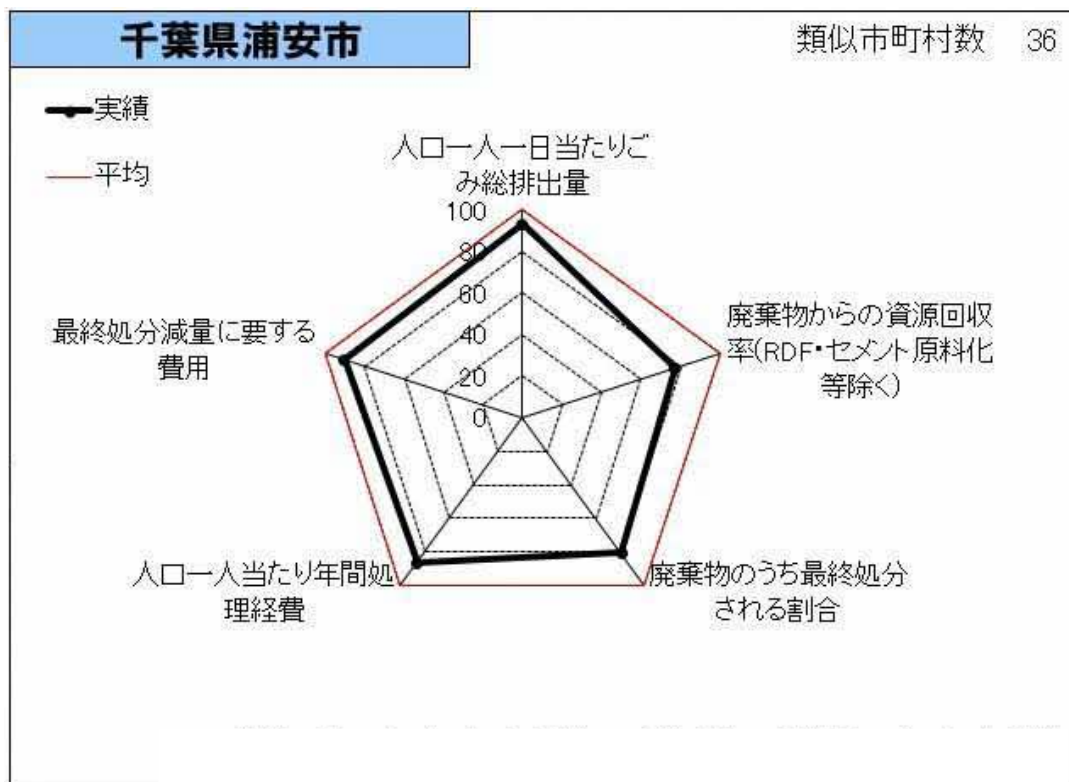 千葉県浦安市
類似市町村数 36
実績
平均
人口一人一日当たりご
み総排出量
100
80
60
40
20
0
廃棄物からの資源回収
率(RDF・セメント原料化
等除く)
最終処分減量に要する
費用
人口一人当たり年間処
理経費
廃棄物のうち最終処分
される割合